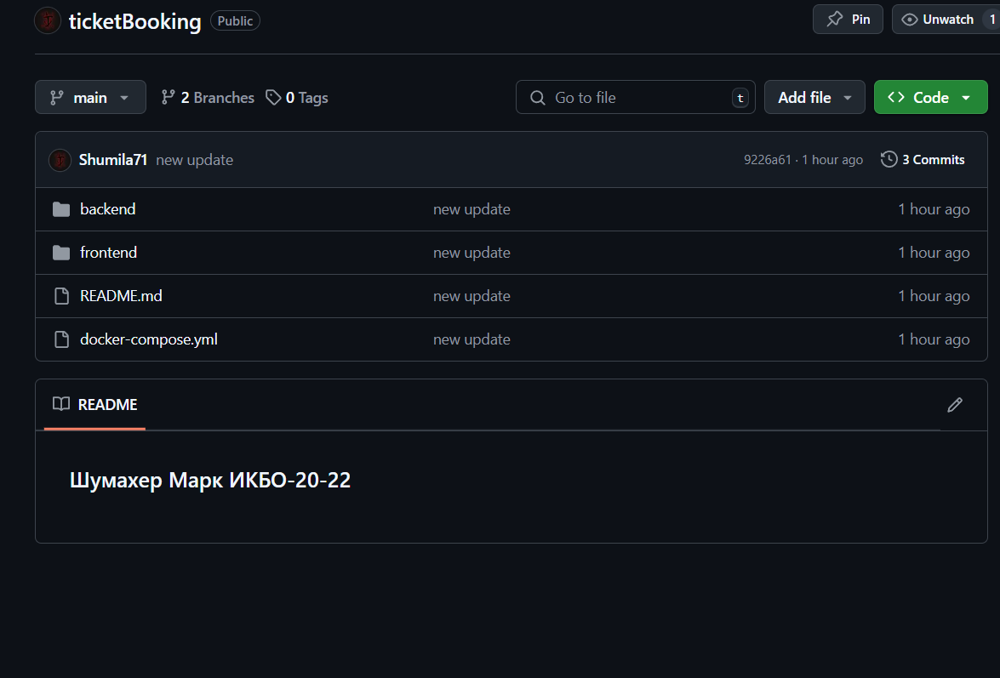 ticketBooking Public Pin Unwatch 1
main 2 Branches 0 Tags Go to file t Add file Code
Shumila71 new update 9226a61 · 1 hour ago 3 Commits
backend new update 1 hour ago
frontend new update 1 hour ago
README.md new update 1 hour ago
docker-compose.yml new update 1 hour ago
README
Шумахер Марк ИКБО-20-22